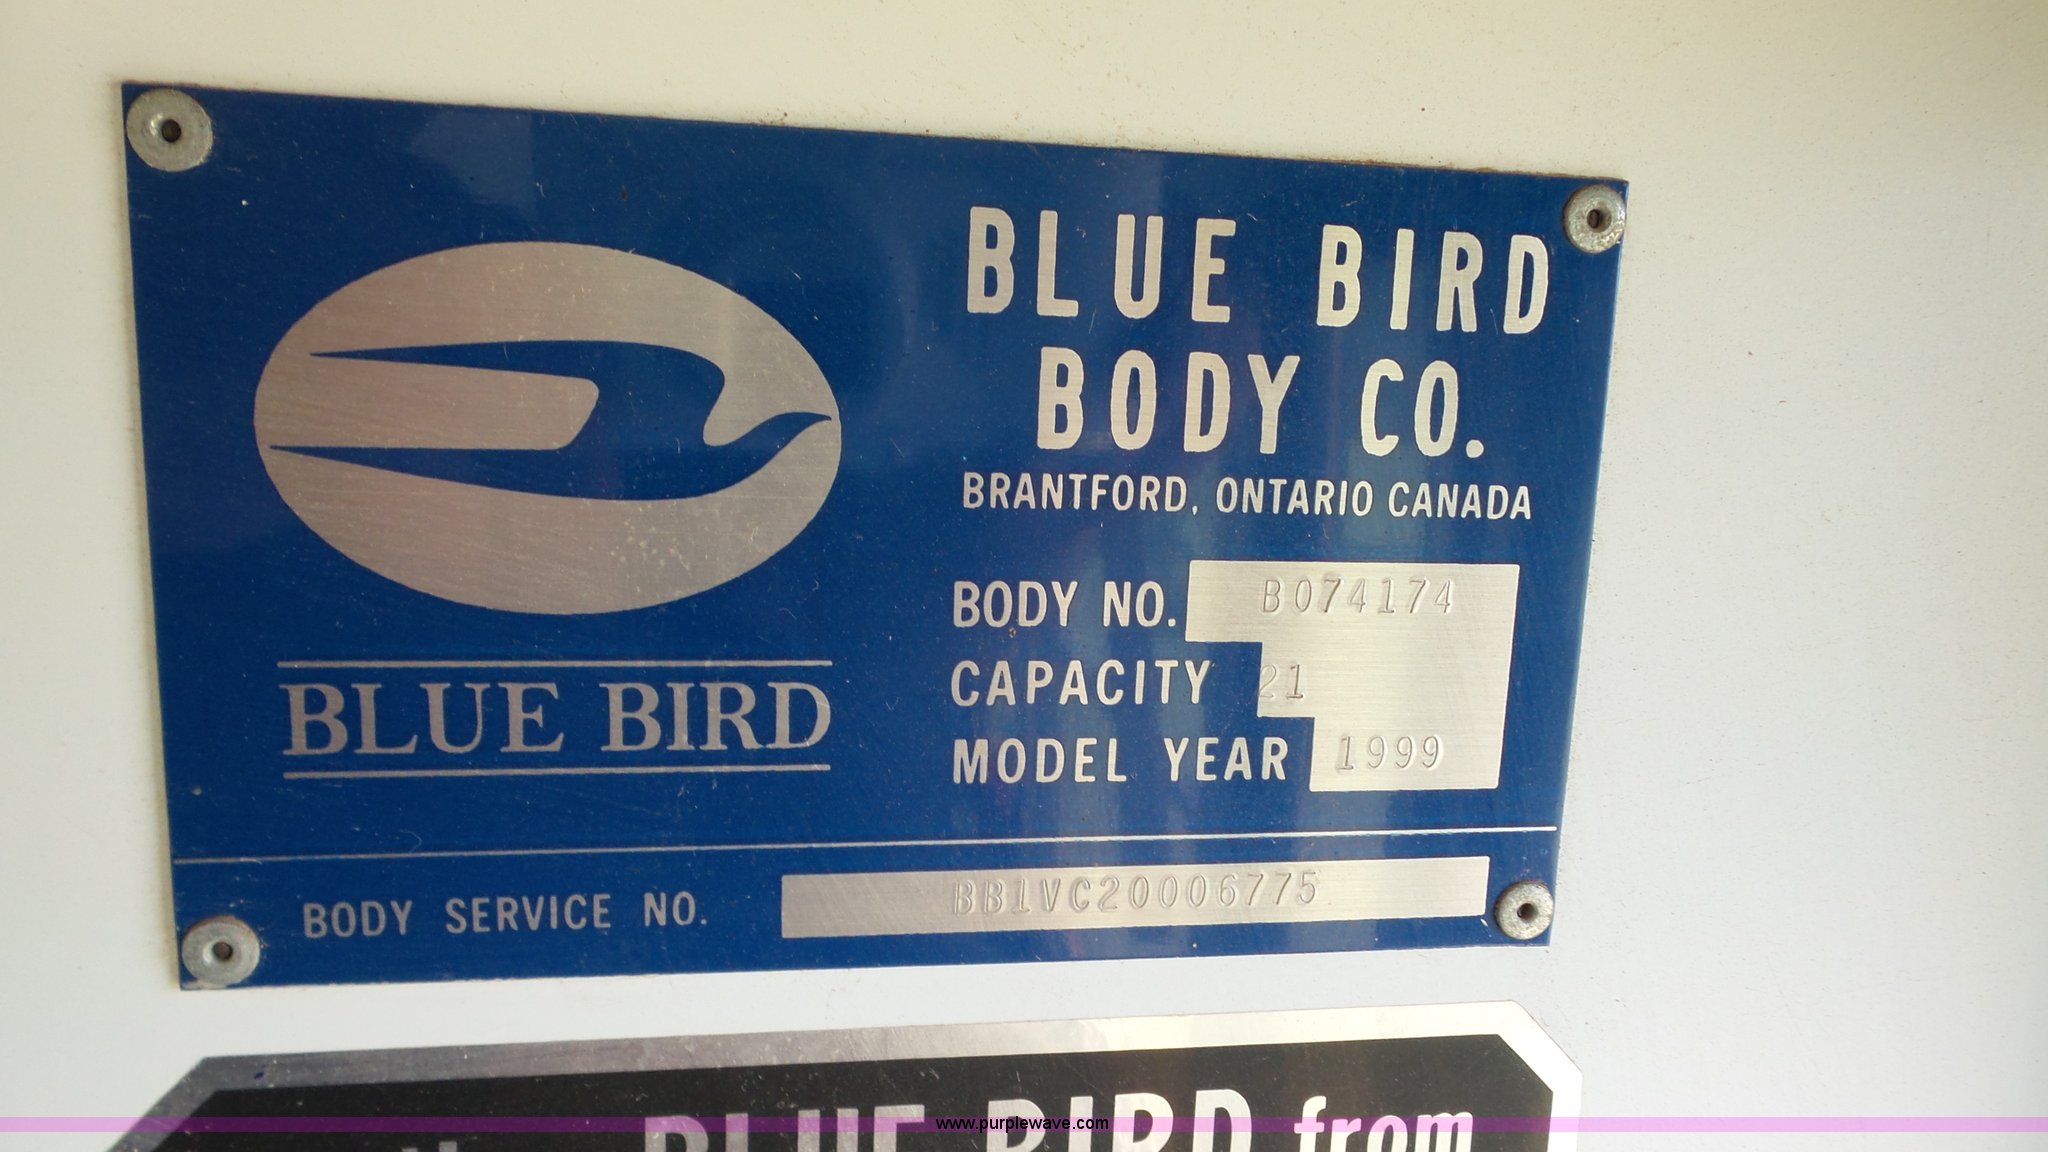 BLUE BIRD
BODY CO.
BRANTFORD, ONTARIO CANADA
BLUE BIRD
BODY NO. B074174
CAPACITY 21
MODEL YEAR 1999
BODY SERVICE NO. BB1VC20006775
BLUE BIRD from
www.purplewave.com